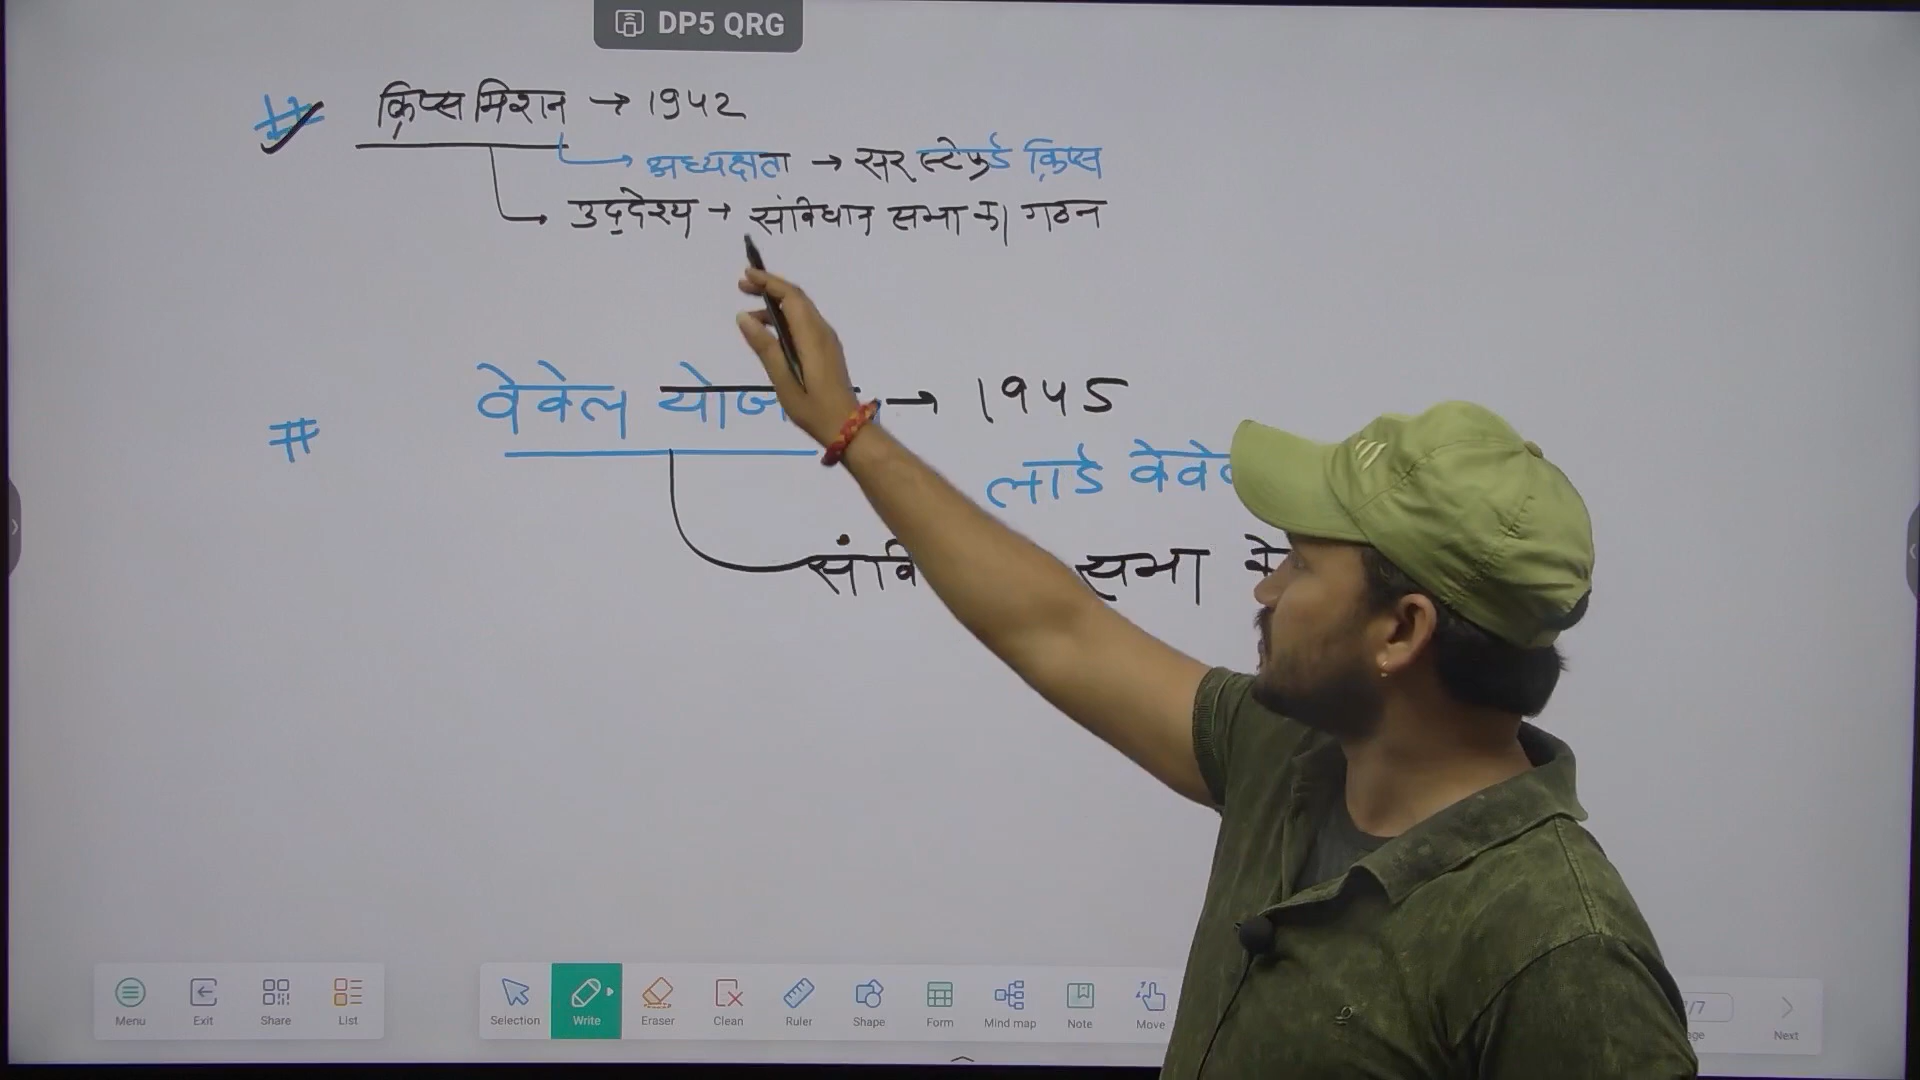 DP5 QRG
क्रिप्स मिशन → 1942
अध्यक्षता → सर स्टेफर्ड क्रिप्स
उद्देश्य → संविधान सभा का गठन
# वेवेल → 1945
लार्ड
सभा के
Menu Exit Share List Selection Write Eraser Clean Ruler Shape Form Mind map Note Move Next